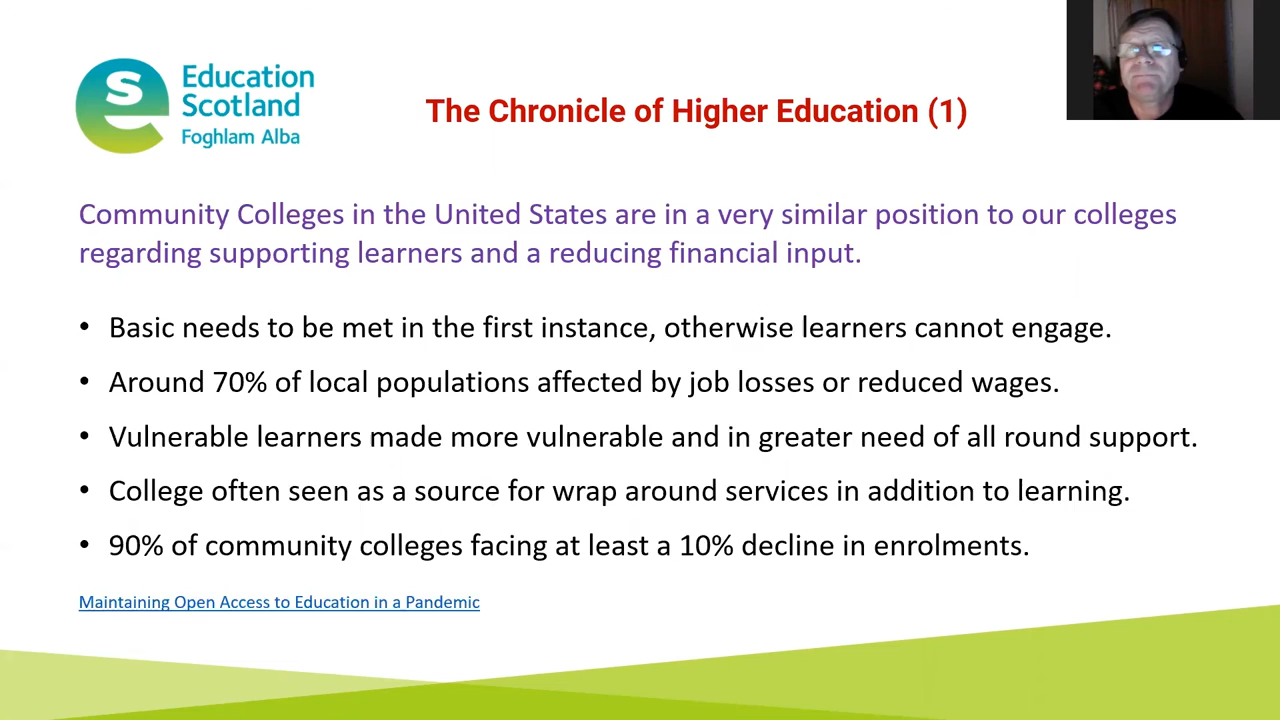 Education
Scotland
Foghlam Alba
The Chronicle of Higher Education (1)
Community Colleges in the United States are in a very similar position to our colleges
regarding supporting learners and a reducing financial input.
• Basic needs to be met in the first instance, otherwise learners cannot engage.
• Around 70% of local populations affected by job losses or reduced wages.
• Vulnerable learners made more vulnerable and in greater need of all round support.
• College often seen as a source for wrap around services in addition to learning.
• 90% of community colleges facing at least a 10% decline in enrolments.
Maintaining Open Access to Education in a Pandemic